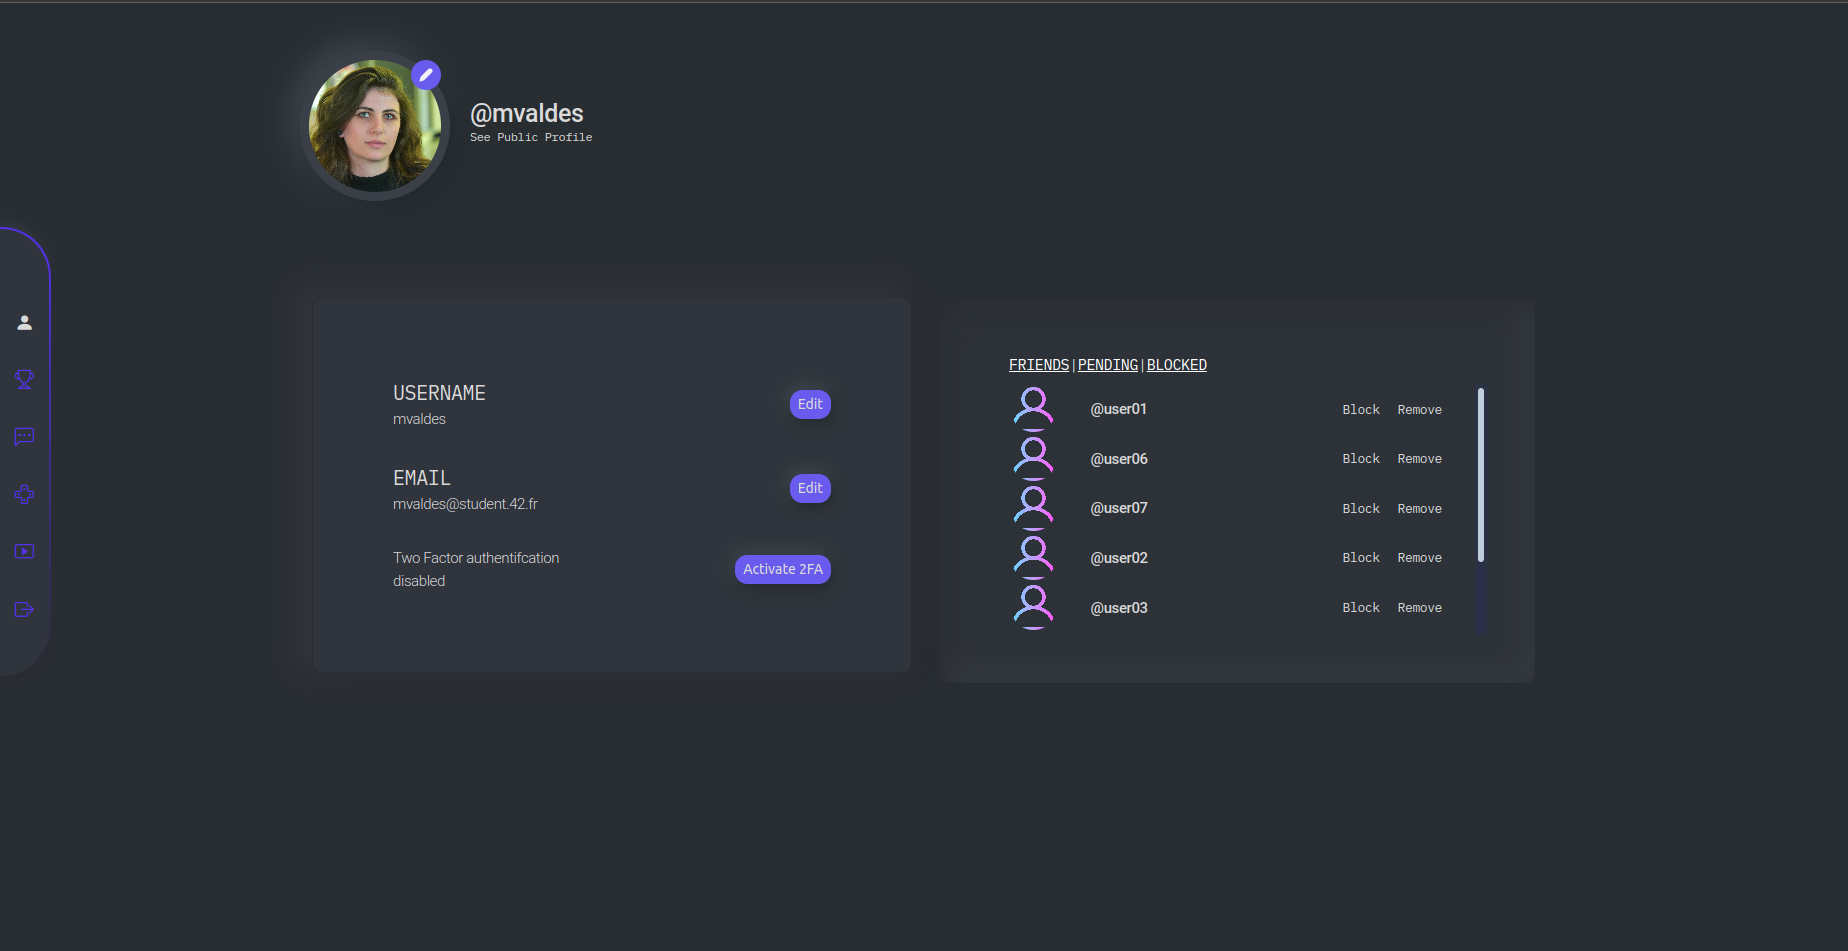 @mvaldes
See Public Profile
USERNAME
mvaldes
Edit
EMAIL
mvaldes@student.42.fr
Edit
Two Factor authentifcation
disabled
Activate 2FA
FRIENDS|PENDING|BLOCKED
@user01 Block Remove
@user06 Block Remove
@user07 Block Remove
@user02 Block Remove
@user03 Block Remove